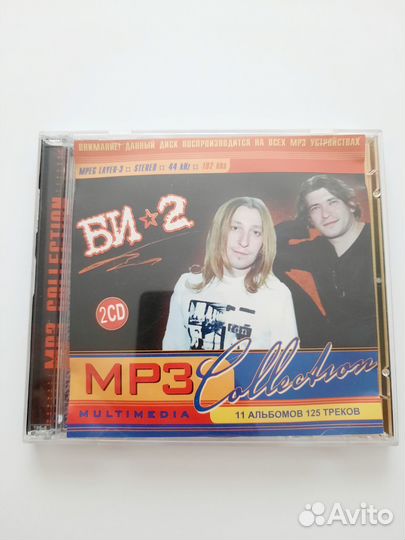 ВНИМАНИЕ! ДАННЫЙ ДИСК ВОСПРОИЗВОДИТСЯ НА ВСЕХ MP3 УСТРОЙСТВАХ
MPEG LAYER-3 STEREO 44 kHz 192 kbs
MP3 COLLECTION
БИ★2
2CD
MP3 Collection
MULTIMEDIA
11 АЛЬБОМОВ 125 ТРЕКОВ
Avito